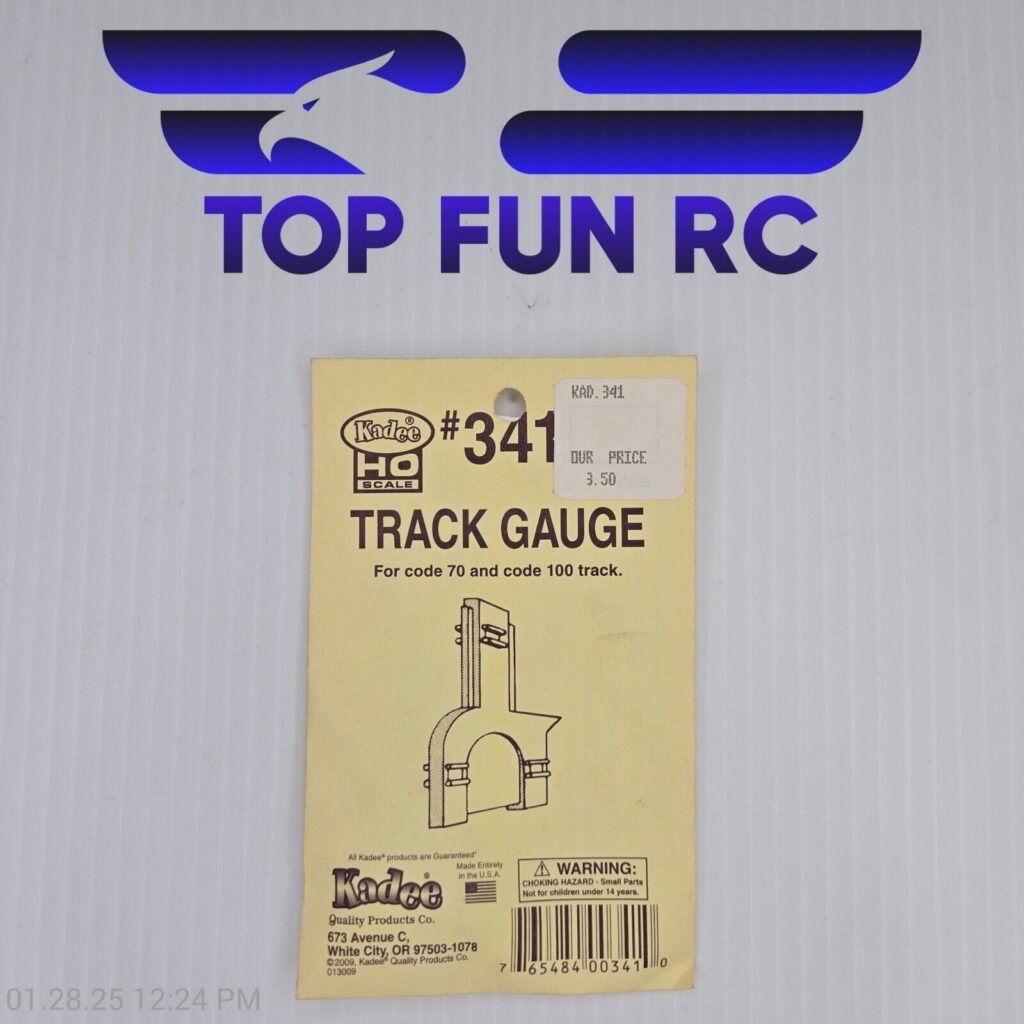 TOP FUN RC
KAD.341
Kadee®
#341
HO
SCALE
OUR PRICE
3.50
TRACK GAUGE
For code 70 and code 100 track.
All Kadee® products are Guaranteed*
Made Entirely
in the U.S.A.
Kadee®
Quality Products Co.
673 Avenue C,
White City, OR 97503-1078
©2009, Kadee® Quality Products Co.
013009
⚠ WARNING:
CHOKING HAZARD - Small Parts
Not for children under 14 years.
7 65484 00341 0
01.28.25 12:24 PM